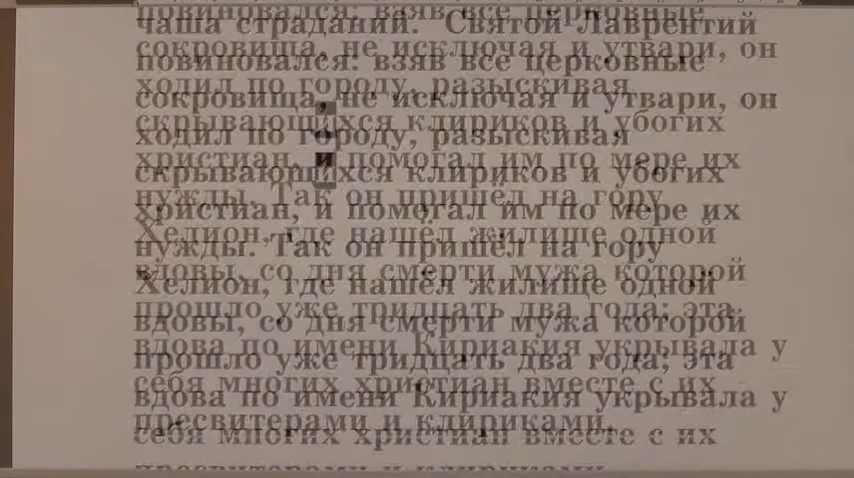 чаша страданий. Святой Лаврентий
повиновался: взяв все церковные
сокровища, не исключая и утвари, он
ходил по городу, разыскивая
скрывающихся клириков и убогих
христиан, и помогал им по мере их
нужды. Так он пришёл на гору
Хелион, где нашёл жилище одной
вдовы, со дня смерти мужа которой
прошло уже тридцать два года; эта
вдова по имени Кириакия укрывала у
себя многих христиан вместе с их
пресвитерами и клириками.